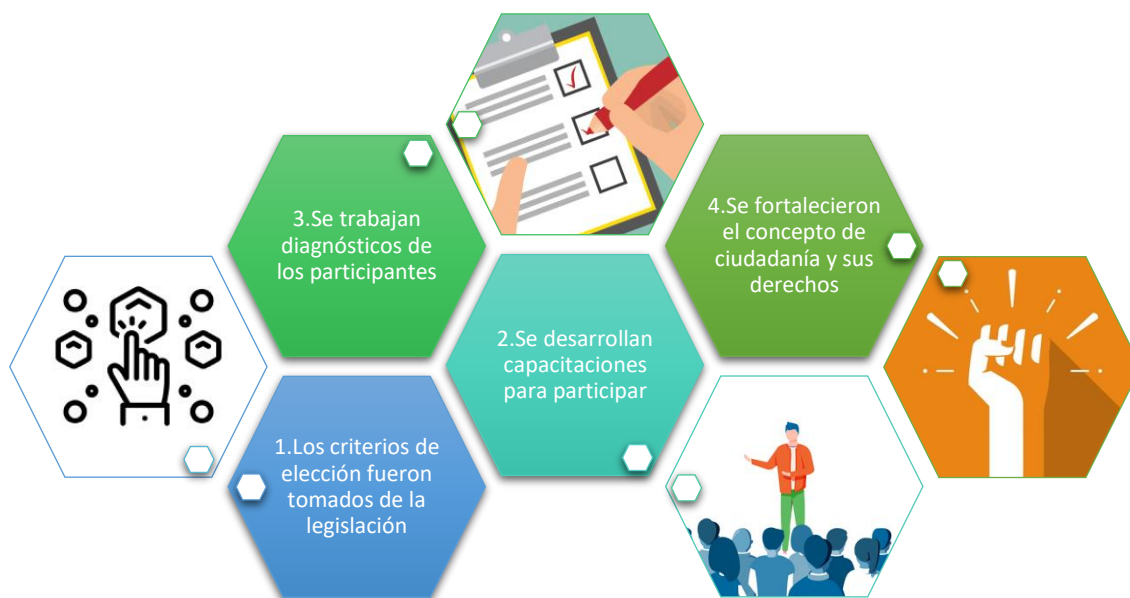 3.Se trabajan
diagnósticos de
los participantes
4.Se fortalecieron
el concepto de
ciudadanía y sus
derechos
2.Se desarrollan
capacitaciones
para participar
1.Los criterios de
elección fueron
tomados de la
legislación